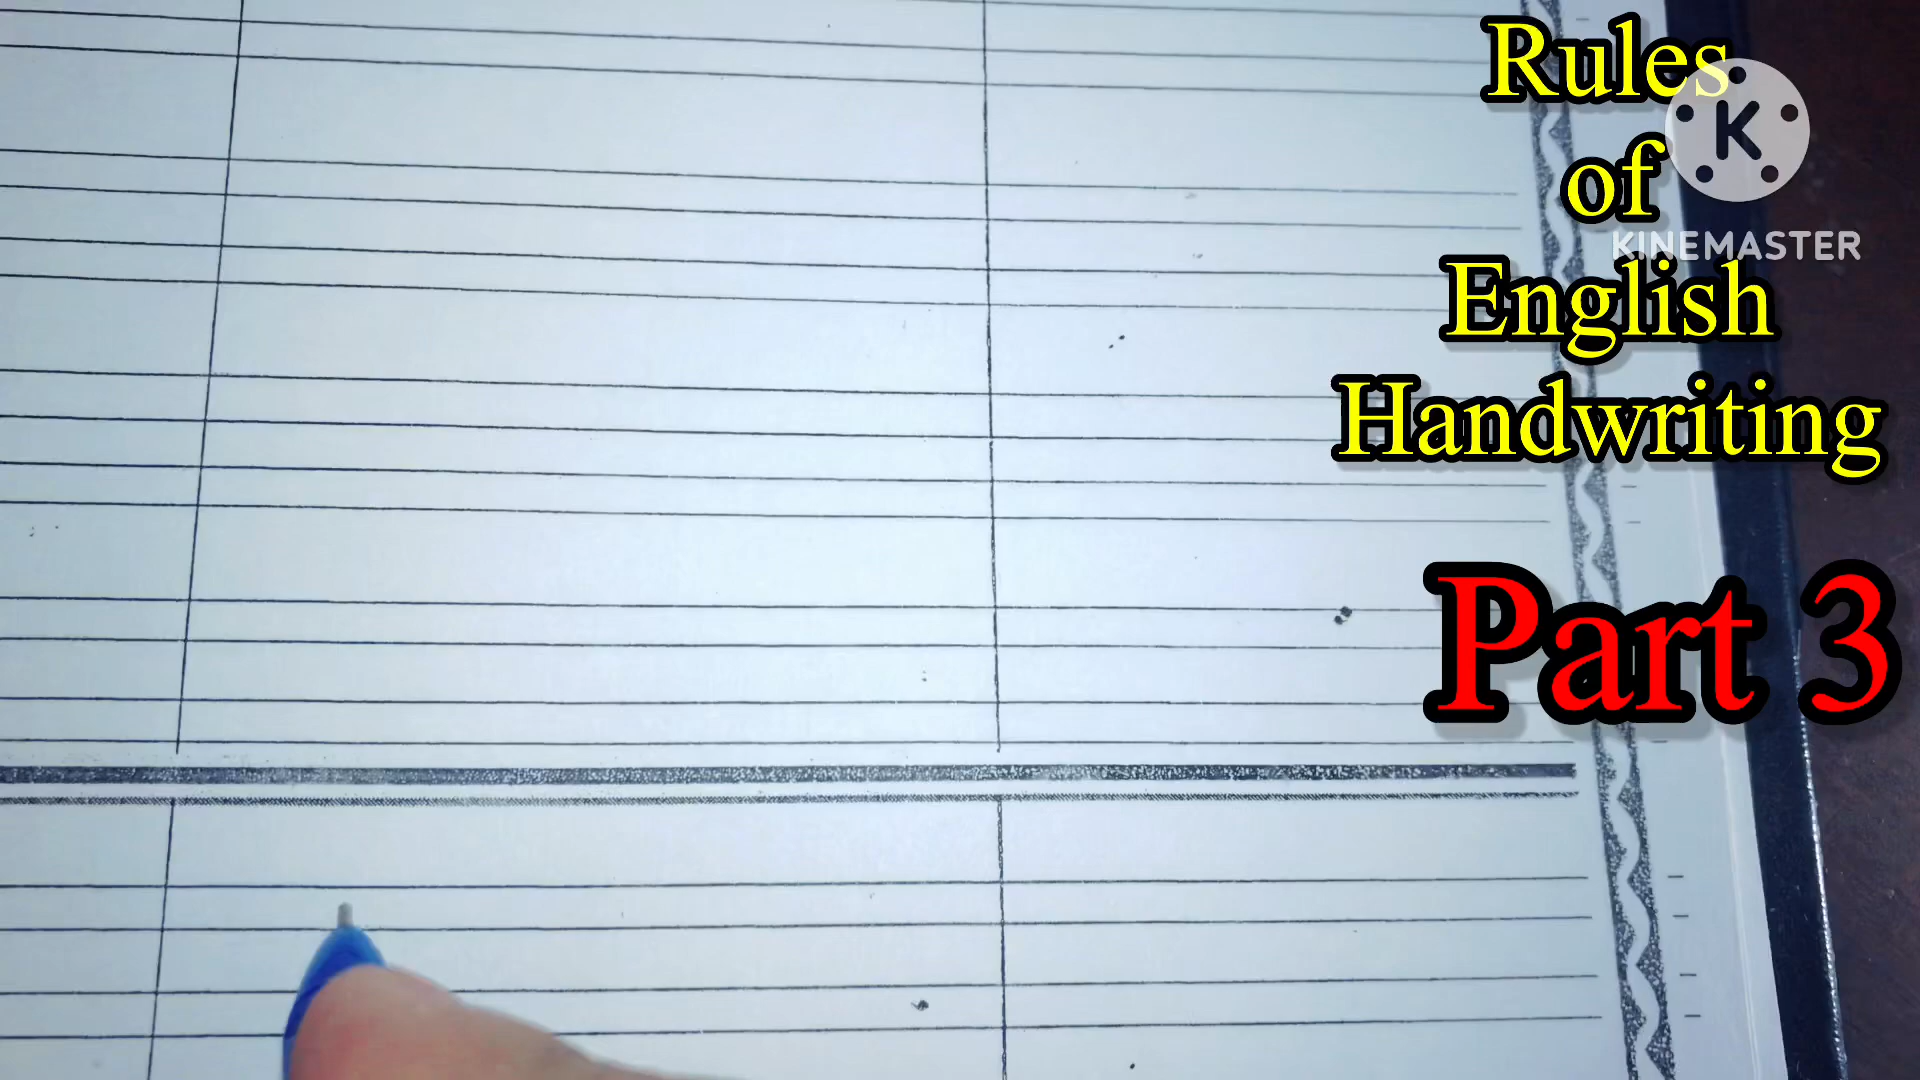 Rules
of
English
Handwriting
Part 3
K
KINEMASTER